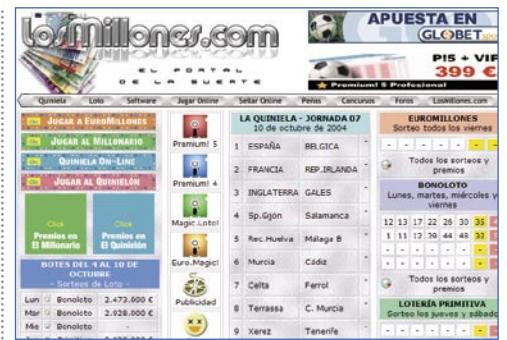 LosMillones.com
EL PORTAL
DE LA SUERTE
APUESTA EN
GLOBET
P!5 + VIP
399 €
Premium! 5 Profesional
Quiniela Loto Software Jugar Online Sellar Online Peñas Concursos Foros LosMillones.com
JUGAR A EUROMILLONES
JUGAR AL MILLONARIO
QUINIELA ON-LINE
JUGAR AL QUINIELÓN
Click
Premios en
El Millonario
Click
Premios en
El Quinielón
BOTES DEL 4 AL 10 DE
OCTUBRE
- Sorteos de Loto -
Lun Bonoloto 2.473.000 €
Mar Bonoloto 2.928.000 €
Mie Bonoloto -
Premium! 5
Premium! 4
Magic Loto!
Euro.Magic!
Publicidad
LA QUINIELA - JORNADA 07
10 de octubre de 2004
1 ESPAÑA BELGICA
2 FRANCIA REP.IRLANDA
3 INGLATERRA GALES
4 Sp.Gijón Salamanca
5 Rec.Huelva Málaga B
6 Murcia Cádiz
7 Celta Ferrol
8 Terrassa C. Murcia
9 Xerez Tenerife
EUROMILLONES
Sorteo todos los viernes
- - - - - - -
Todos los sorteos y
premios
BONOLOTO
Lunes, martes, miércoles y
viernes
12 13 17 22 26 30 35
1 11 12 39 44 48 32
- - - - - - -
- - - - - - -
Todos los sorteos y
premios
LOTERÍA PRIMITIVA
Sorteo los jueves y sábado
- - - - - - -